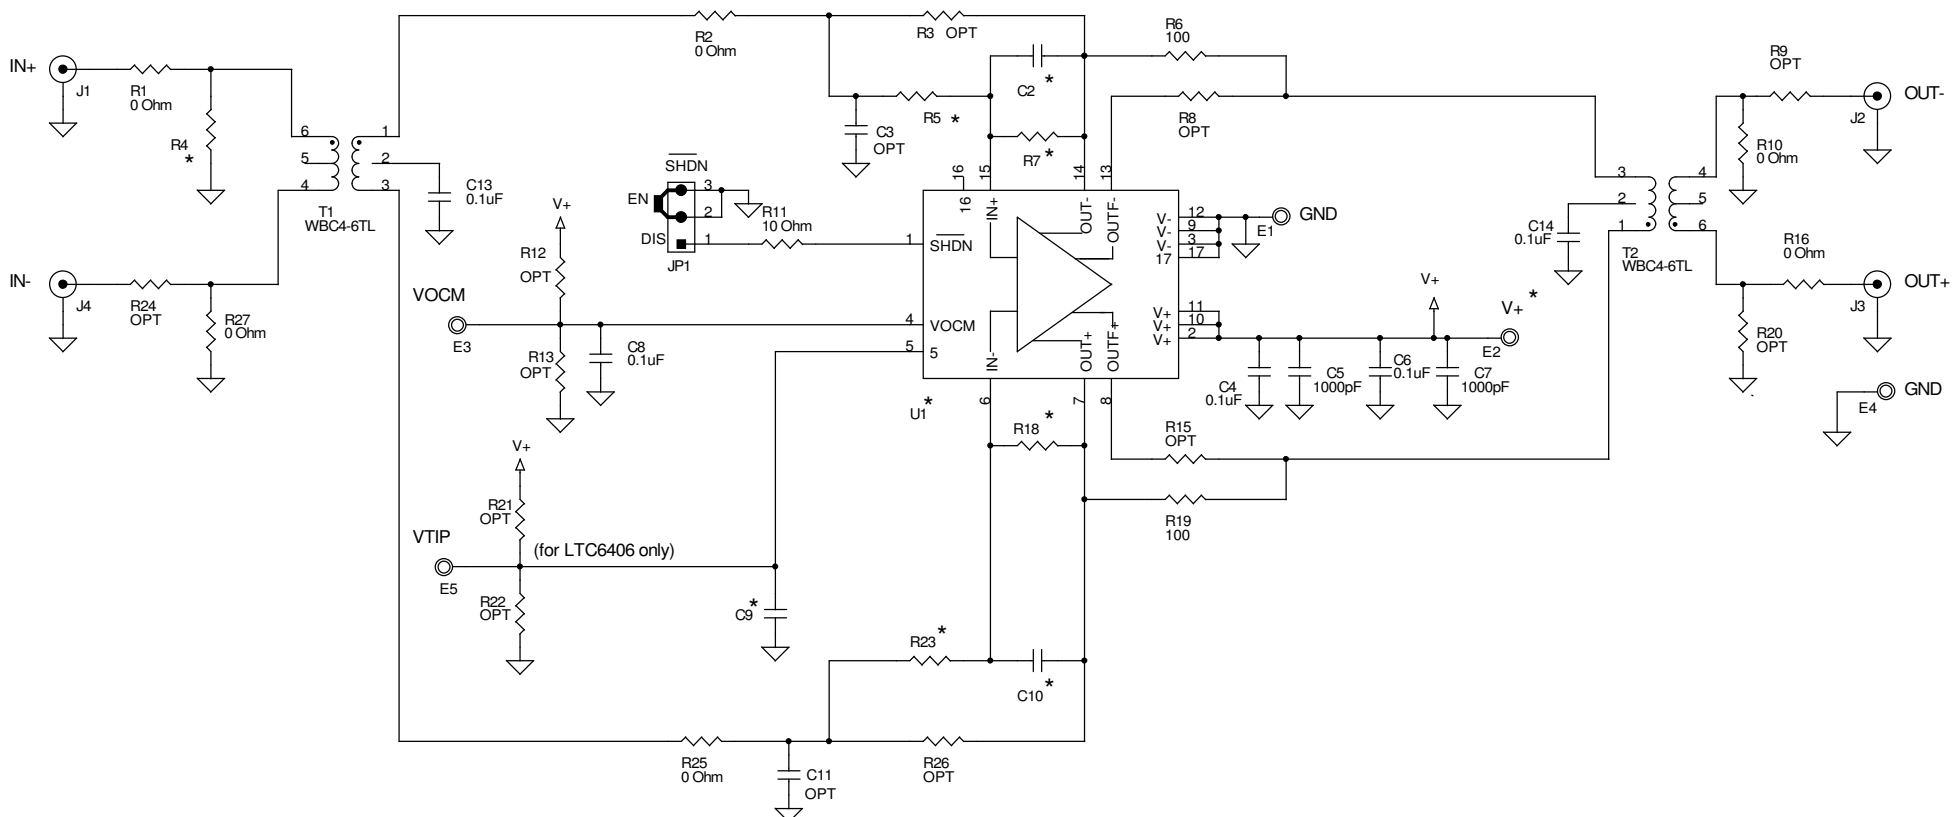 IN+
J1
R1
0 Ohm
R4
*
6
5
4
1
2
3
T1
WBC4-6TL
C13
0.1uF
IN-
J4
R24
OPT
R27
0 Ohm
R2
0 Ohm
R3 OPT
C2
*
R5 *
C3
OPT
R7
*
R6
100
R8
OPT
SHDN
EN
DIS
3
2
1
JP1
R11
10 Ohm
V+
R12
OPT
VOCM
E3
R13
OPT
C8
0.1uF
16
15
14
13
16
IN+
OUT-
OUTF-
1
SHDN
4
VOCM
5
5
IN-
OUT+
OUTF+
V- 12
V- 9
V- 3
17 17
V+ 11
V+ 10
V+ 2
U1
*
6
7
8
E1
GND
V+
V+ *
E2
C4
0.1uF
C5
1000pF
C6
0.1uF
C7
1000pF
R18
*
R15
OPT
R19
100
V+
R21
OPT
VTIP
E5
(for LTC6406 only)
R22
OPT
C9
*
R23
*
C10
*
R25
0 Ohm
C11
OPT
R26
OPT
3
2
1
4
5
6
C14
0.1uF
T2
WBC4-6TL
R9
OPT
R10
0 Ohm
J2
OUT-
R16
0 Ohm
R20
OPT
J3
OUT+
E4
GND